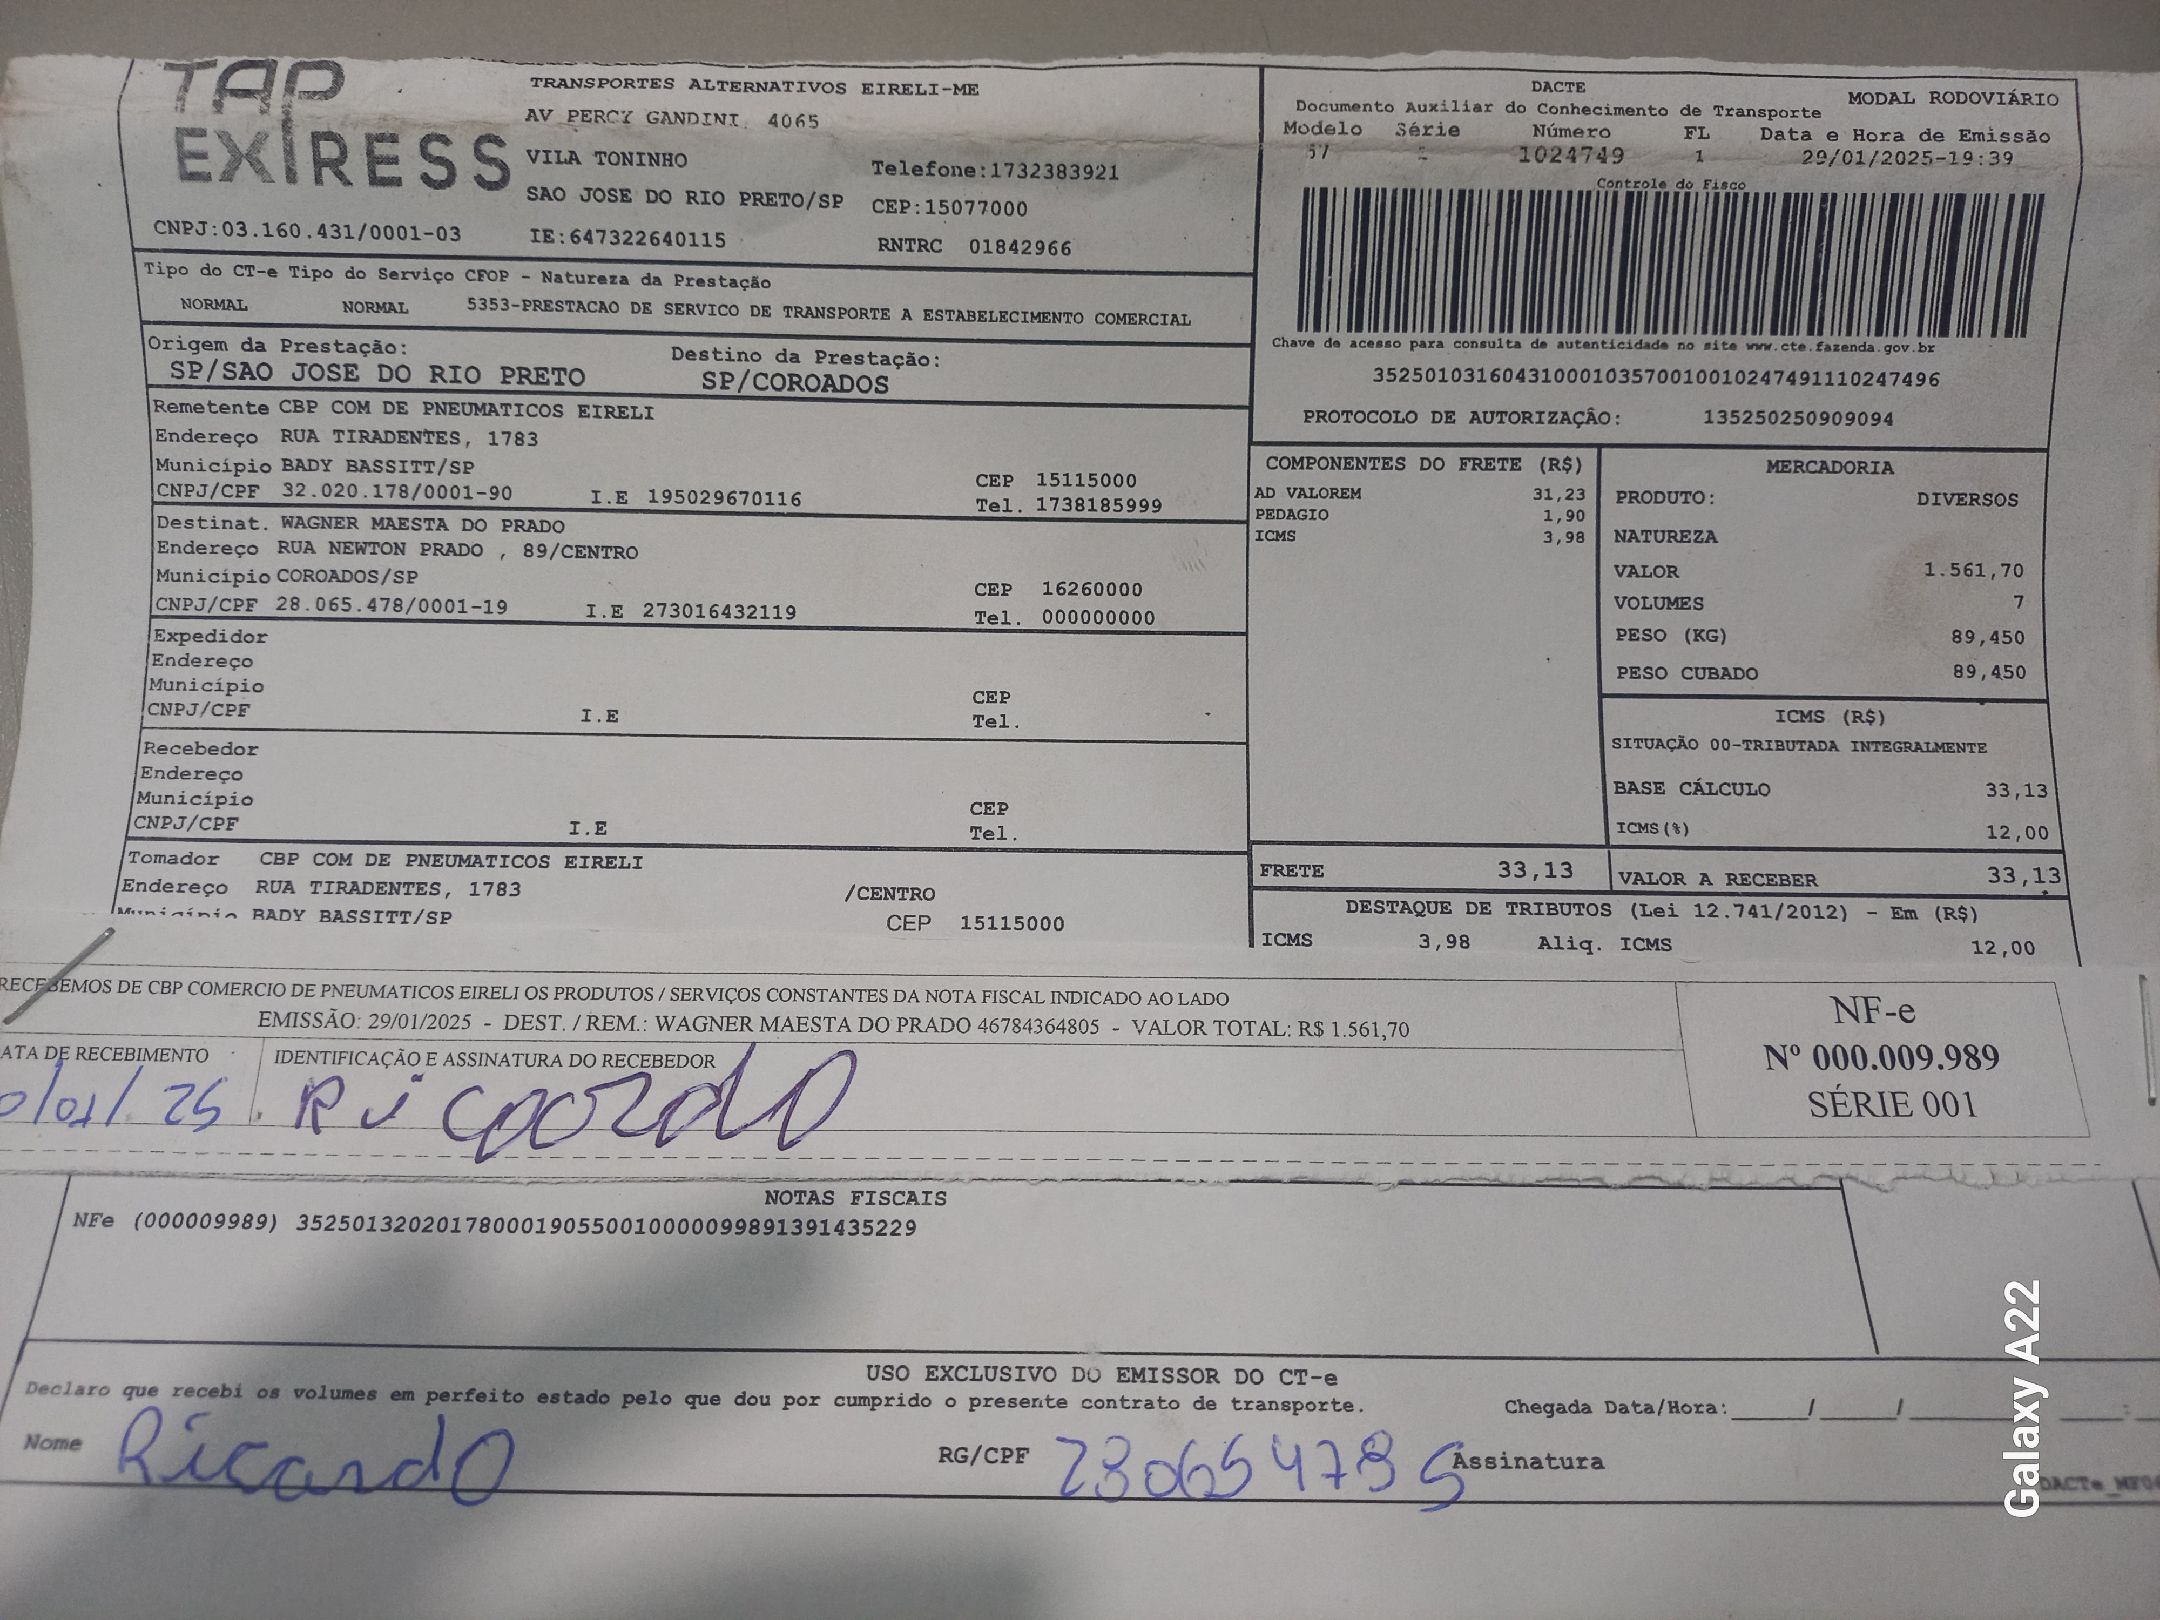 TAP EXPRESS
TRANSPORTES ALTERNATIVOS EIRELI-ME
AV PERCY GANDINI, 4065
VILA TONINHO
Telefone:1732383921
SAO JOSE DO RIO PRETO/SP CEP:15077000
CNPJ:03.160.431/0001-03 IE:647322640115 RNTRC 01842966
DACTE MODAL RODOVIÁRIO
Documento Auxiliar do Conhecimento de Transporte
Modelo Série Número FL Data e Hora de Emissão
57 1024749 1 29/01/2025-19:39
Controle do Fisco
Chave de acesso para consulta de autenticidade no site www.cte.fazenda.gov.br
35250103160431000103570010010247491110247496
PROTOCOLO DE AUTORIZAÇÃO: 135250250909094
Tipo do CT-e Tipo do Serviço CFOP - Natureza da Prestação
NORMAL NORMAL 5353-PRESTACAO DE SERVICO DE TRANSPORTE A ESTABELECIMENTO COMERCIAL
Origem da Prestação: Destino da Prestação:
SP/SAO JOSE DO RIO PRETO SP/COROADOS
Remetente CBP COM DE PNEUMATICOS EIRELI
Endereço RUA TIRADENTES, 1783
Município BADY BASSITT/SP CEP 15115000
CNPJ/CPF 32.020.178/0001-90 I.E 195029670116 Tel. 1738185999
Destinat. WAGNER MAESTA DO PRADO
Endereço RUA NEWTON PRADO , 89/CENTRO
Município COROADOS/SP CEP 16260000
CNPJ/CPF 28.065.478/0001-19 I.E 273016432119 Tel. 000000000
Expedidor
Endereço
Município CEP
CNPJ/CPF I.E Tel.
Recebedor
Endereço
Município CEP
CNPJ/CPF I.E Tel.
Tomador CBP COM DE PNEUMATICOS EIRELI
Endereço RUA TIRADENTES, 1783 /CENTRO
Município BADY BASSITT/SP CEP 15115000
COMPONENTES DO FRETE (R$)
AD VALOREM 31,23
PEDAGIO 1,90
ICMS 3,98
MERCADORIA
PRODUTO: DIVERSOS
NATUREZA
VALOR 1.561,70
VOLUMES 7
PESO (KG) 89,450
PESO CUBADO 89,450
ICMS (R$)
SITUAÇÃO 00-TRIBUTADA INTEGRALMENTE
BASE CÁLCULO 33,13
ICMS(%) 12,00
FRETE 33,13 VALOR A RECEBER 33,13
DESTAQUE DE TRIBUTOS (Lei 12.741/2012) - Em (R$)
ICMS 3,98 Aliq. ICMS 12,00
RECEBEMOS DE CBP COMERCIO DE PNEUMATICOS EIRELI OS PRODUTOS / SERVIÇOS CONSTANTES DA NOTA FISCAL INDICADO AO LADO
EMISSÃO: 29/01/2025 - DEST. / REM.: WAGNER MAESTA DO PRADO 46784364805 - VALOR TOTAL: R$ 1.561,70
ATA DE RECEBIMENTO IDENTIFICAÇÃO E ASSINATURA DO RECEBEDOR
0/01/25 Ricardo
NF-e
Nº 000.009.989
SÉRIE 001
NOTAS FISCAIS
NFe (000009989) 35250132020178000190550010000099891391435229
USO EXCLUSIVO DO EMISSOR DO CT-e
Declaro que recebi os volumes em perfeito estado pelo que dou por cumprido o presente contrato de transporte. Chegada Data/Hora:____/____/____ __:
Nome Ricardo RG/CPF 230654785 Assinatura
Galaxy A22